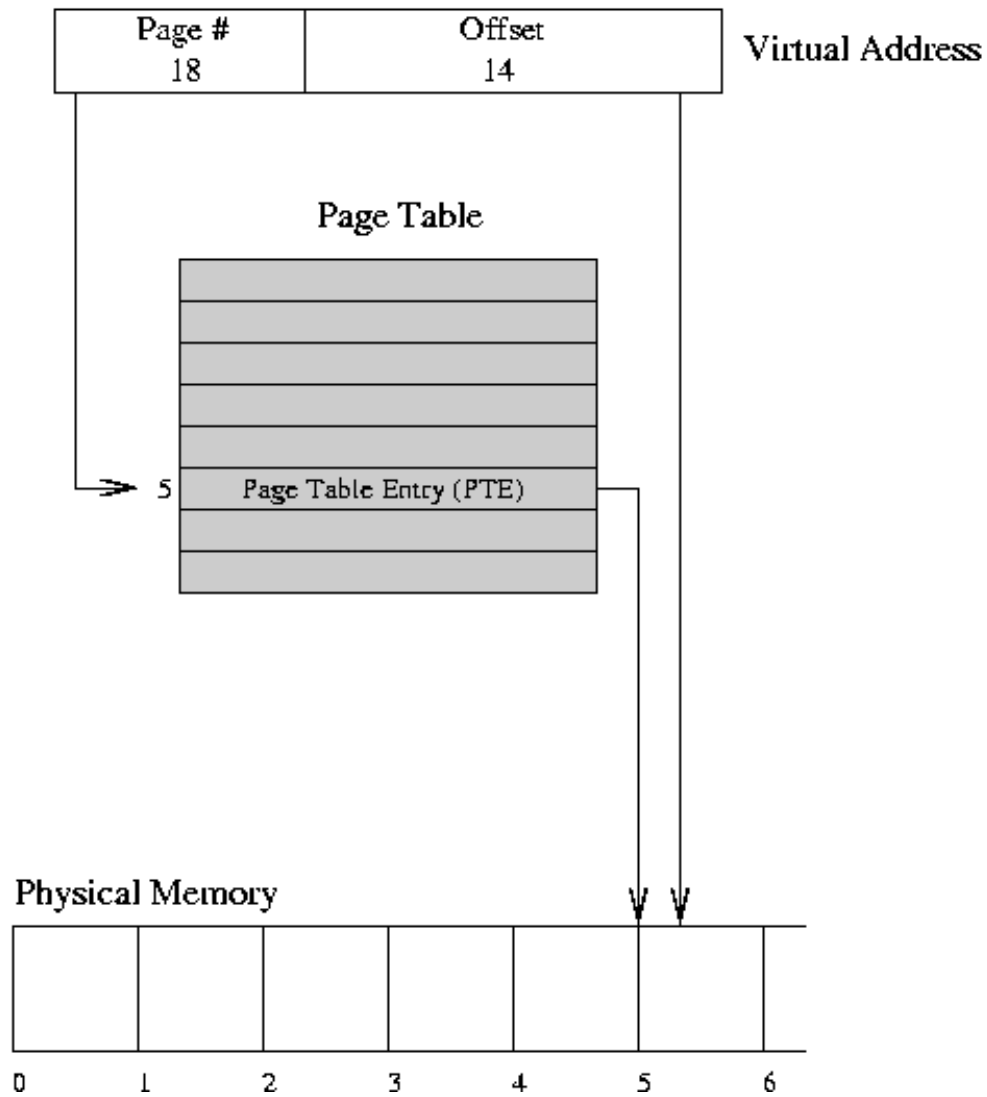 Page #
18
Offset
14
Virtual Address
Page Table
5
Page Table Entry (PTE)
Physical Memory
0 1 2 3 4 5 6